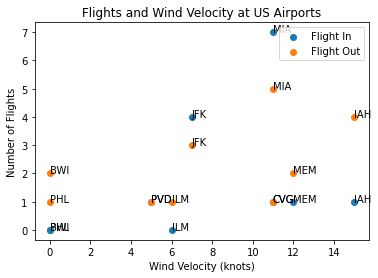 Flights and Wind Velocity at US Airports
Flight In
Flight Out
MIA
MIA
JFK
IAH
JFK
BWI
MEM
PHL
PVD
ILM
CVG
MEM
IAH
ILM
7
6
5
4
3
2
1
0
Number of Flights
0 2 4 6 8 10 12 14
Wind Velocity (knots)